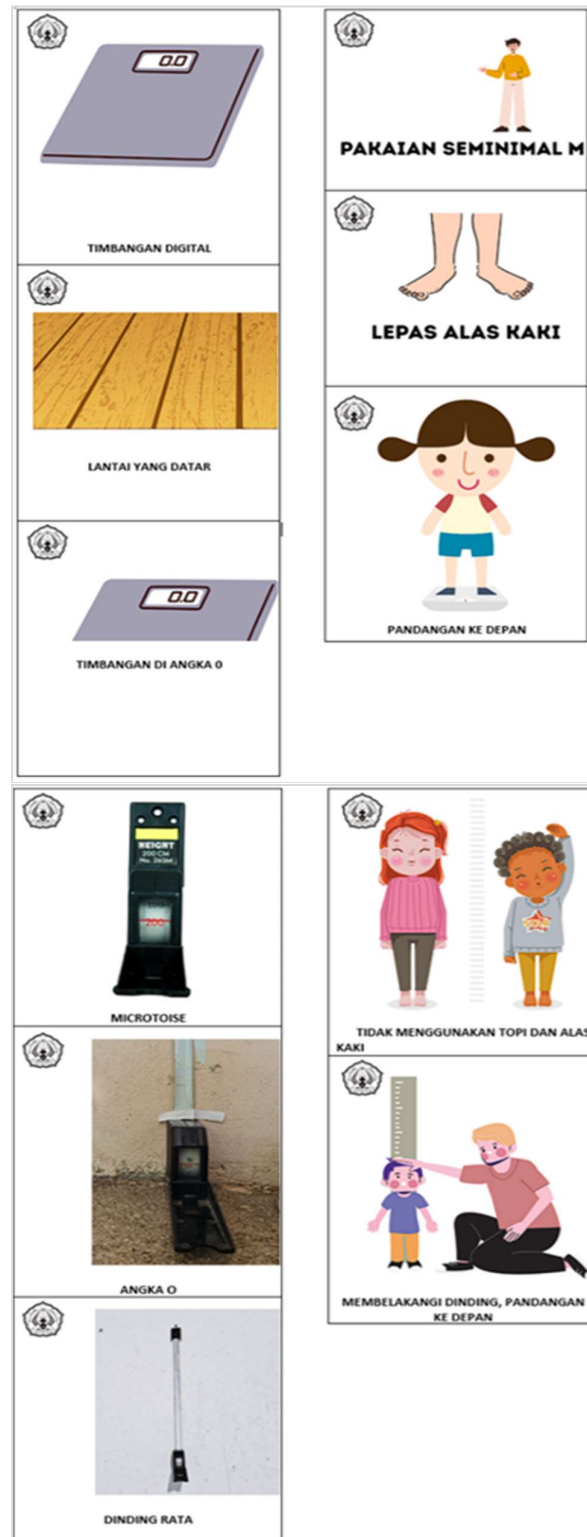 0.0
TIMBANGAN DIGITAL
LANTAI YANG DATAR
0.0
TIMBANGAN DI ANGKA 0
PAKAIAN SEMINIMAL M
LEPAS ALAS KAKI
PANDANGAN KE DEPAN
HEIGHT
200 CM
200
MICROTOISE
ANGKA O
DINDING RATA
TIDAK MENGGUNAKAN TOPI DAN ALAS
KAKI
MEMBELAKANGI DINDING, PANDANGAN
KE DEPAN